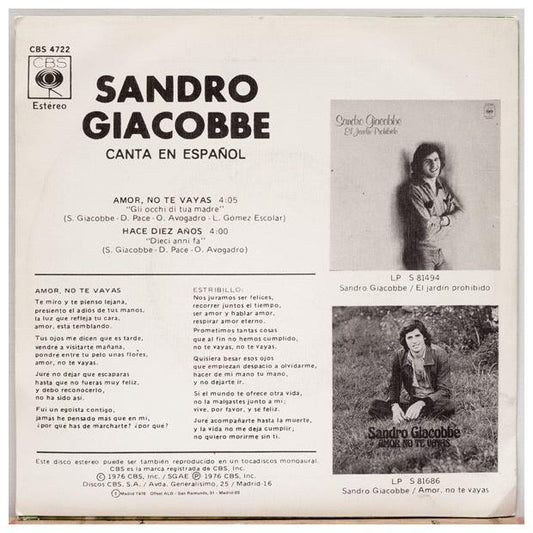 CBS 4722
CBS
Estéreo
SANDRO
GIACOBBE
CANTA EN ESPAÑOL
AMOR, NO TE VAYAS 4:05
"Gli occhi di tua madre"
(S. Giacobbe - D. Pace - O. Avogadro - L. Gómez Escolar)
HACE DIEZ AÑOS 4:00
"Dieci anni fa"
(S. Giacobbe - D. Pace - O. Avogadro)
Sandro Giacobbe
El Jardín Prohibido
LP S 81494
Sandro Giacobbe / El jardín prohibido
AMOR, NO TE VAYAS
Te miro y te pienso lejana,
presiento el adiós de tus manos,
la luz que refleja tu cara,
amor, esta temblando.
Tus ojos me dicen que es tarde,
vendré a visitarte mañana,
pondré entre tu pelo unas flores,
amor, no te vayas.
Juré no dejar que escaparas
hasta que no fueras muy feliz,
y debo reconocerlo,
no ha sido así.
Fui un egoísta contigo,
jamás he pensado más que en mí,
¿por qué has de marcharte? ¿por qué?
ESTRIBILLO:
Nos juramos ser felices,
recorrer juntos el tiempo,
ser amor y hablar amor,
respirar amor eterno.
Prometimos tantas cosas
que al fin no hemos cumplido,
no te vayas, no te vayas.
Quisiera besar esos ojos
que empiezan despacio a olvidarme,
hacer de mi mano tu mano,
y no dejarte ir.
Si el mundo te ofrece otra vida,
no la malgastes junto a mí;
vive, por favor, y se feliz.
Juré acompañarte hasta la muerte,
y la vida no me deja cumplir;
no quiero morirme sin ti.
Sandro Giacobbe
AMOR NO TE VAYAS
LP S 81686
Sandro Giacobbe / Amor, no te vayas
Este disco estereo puede ser también reproducido en un tocadiscos monoaural.
CBS es la marca registrada de CBS, Inc.
© 1976 CBS, Inc. / SGAE ℗ 1976 CBS, Inc.
Discos CBS, S.A. / Avda. Generalísimo, 25 / Madrid-16